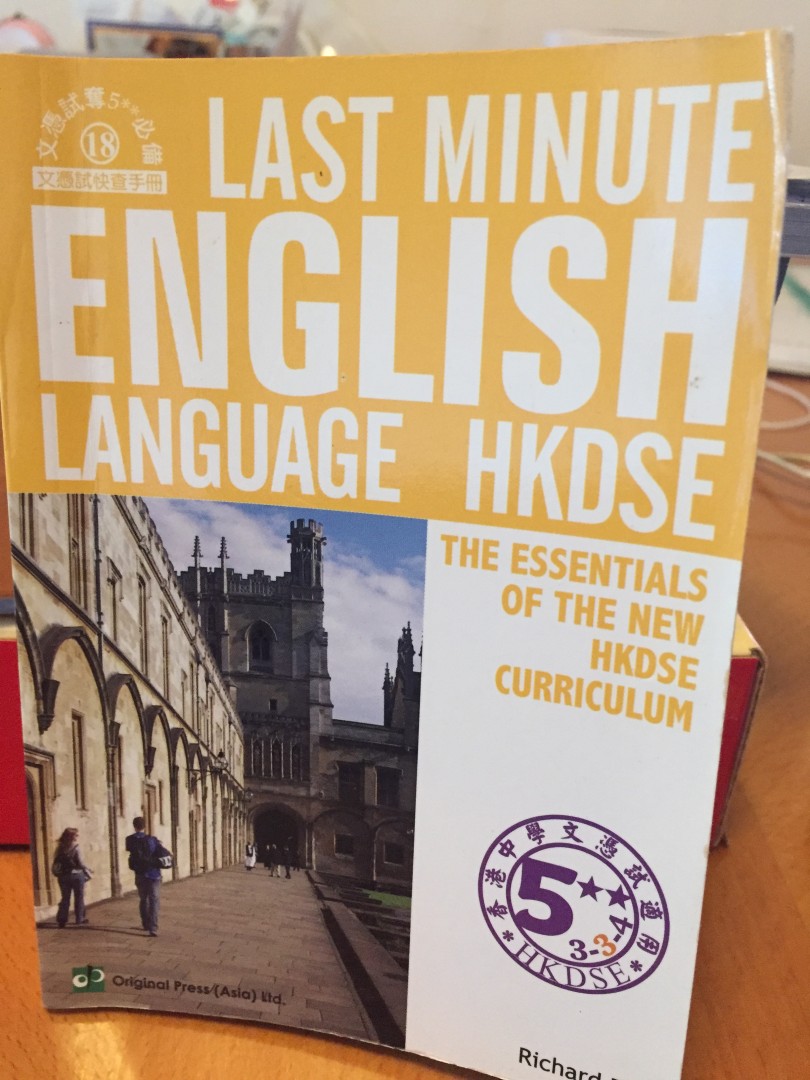 文憑試奪5**必備
18
文憑試快查手冊
LAST MINUTE
ENGLISH
LANGUAGE HKDSE
THE ESSENTIALS
OF THE NEW
HKDSE
CURRICULUM
香港中學文憑試適用
5★★
3-3-4
*HKDSE*
Original Press (Asia) Ltd.
Richard